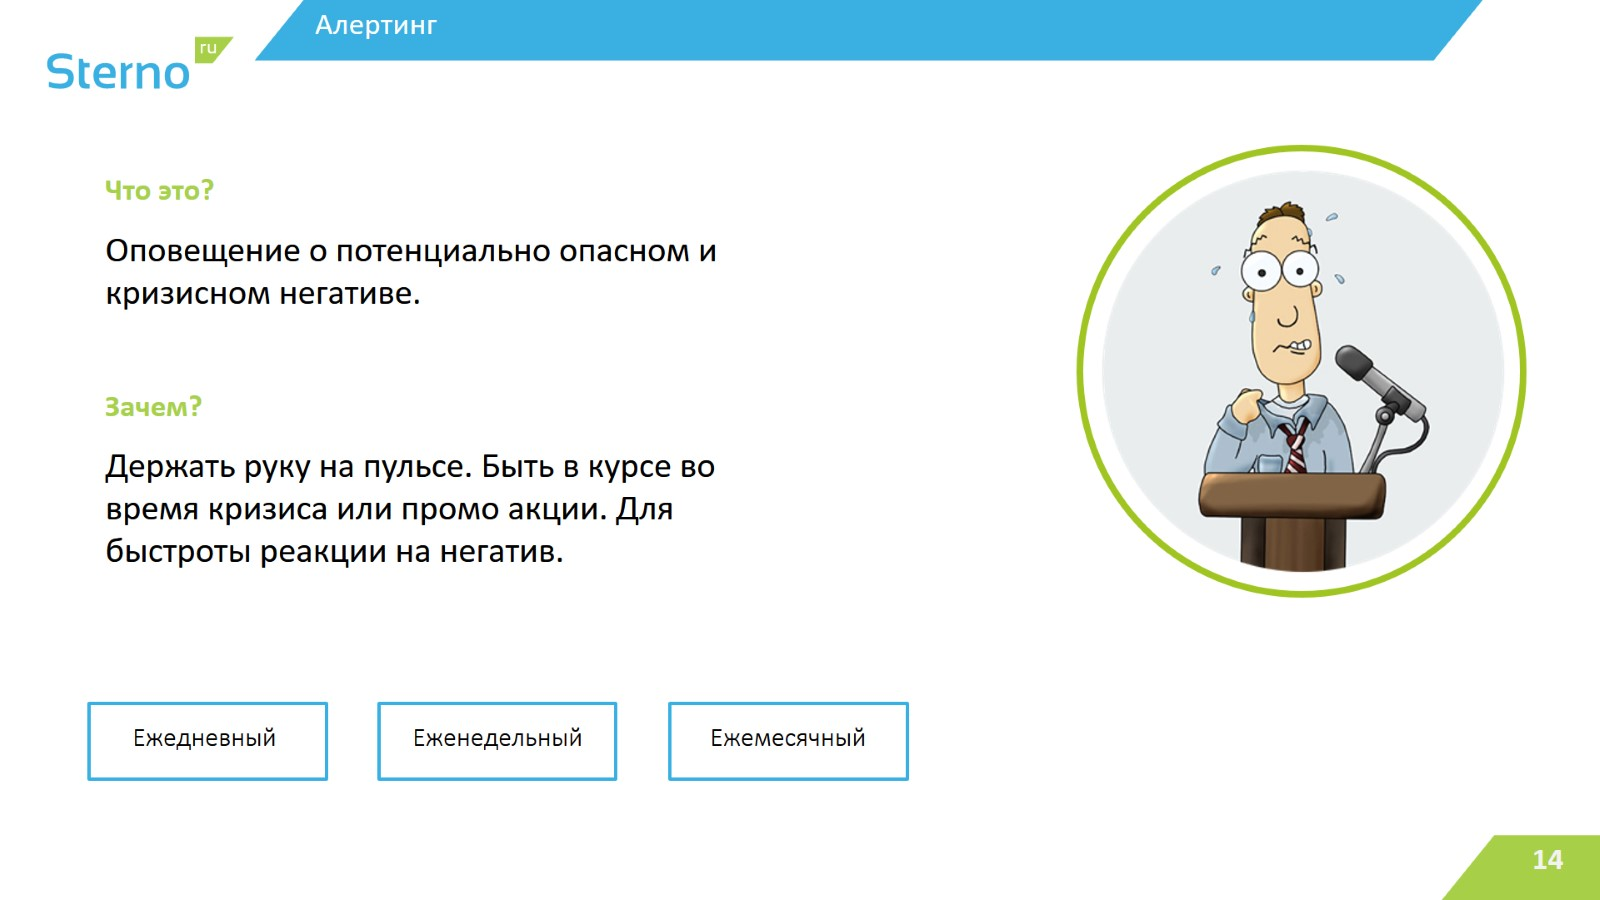 Алертинг
Sterno
ru
Что это?
Оповещение о потенциально опасном и
кризисном негативе.
Зачем?
Держать руку на пульсе. Быть в курсе во
время кризиса или промо акции. Для
быстроты реакции на негатив.
Ежедневный
Еженедельный
Ежемесячный
14